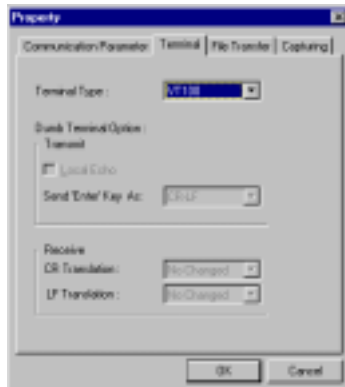 Property
Communication Parameter Terminal File Transfer Capturing
Terminal Type : VT100
Dumb Terminal Option :
Transmit
Local Echo
Send 'Enter' Key As: CR-LF
Receive
CR Translation : No Changed
LF Translation : No Changed
OK Cancel